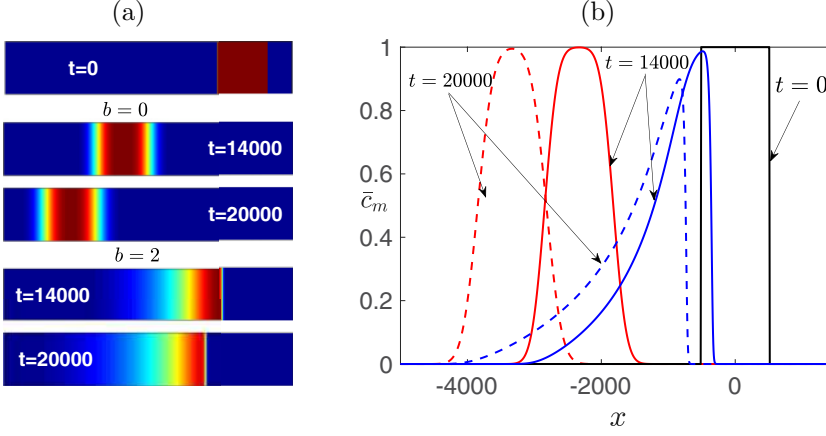 (a)
t=0
b = 0
t=14000
t=20000
b = 2
t=14000
t=20000
(b)
1
0.8
0.6
0.4
0.2
0
c̄ₘ
t = 20000
t = 14000
t = 0
-4000
-2000
0
x